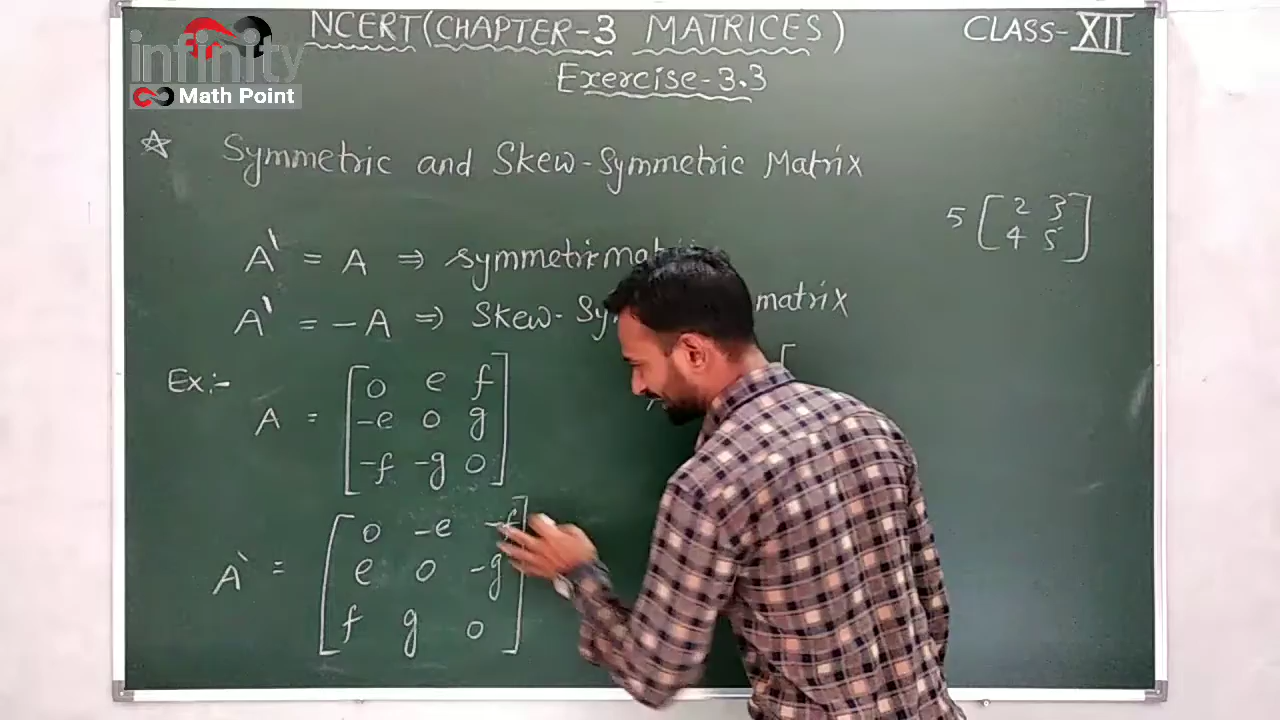 infinity
Math Point
NCERT (CHAPTER-3 MATRICES)
CLASS-XII
Exercise-3.3
☆ Symmetric and Skew-Symmetric Matrix
5 [ 2 3
4 5 ]
A' = A ⇒ symmetric
A' = -A ⇒ Skew- matrix
Ex:-
A = [ 0 e f
-e 0 g
-f -g 0 ]
A' = [ 0 -e -f
e 0 -g
f g 0 ]